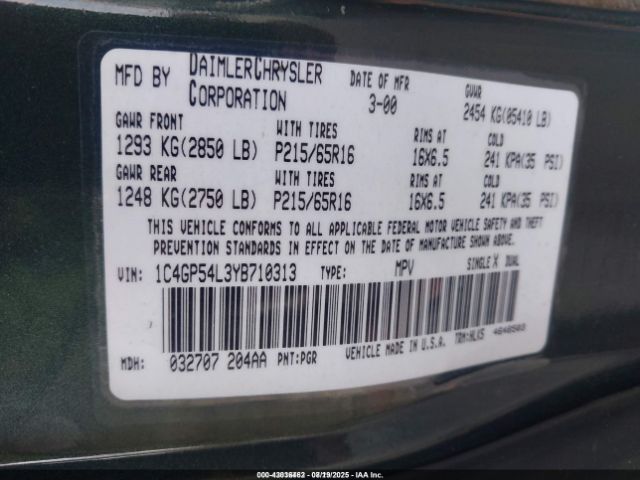 MFD BY DAIMLERCHRYSLER CORPORATION DATE OF MFR 3-00 GVWR 2454 KG(05410 LB)
GAWR FRONT WITH TIRES RIMS AT COLD
1293 KG(2850 LB) P215/65R16 16X6.5 241 KPA(35 PSI)
GAWR REAR WITH TIRES RIMS AT COLD
1248 KG(2750 LB) P215/65R16 16X6.5 241 KPA(35 PSI)
THIS VEHICLE CONFORMS TO ALL APPLICABLE FEDERAL MOTOR VEHICLE SAFETY AND THEFT
PREVENTION STANDARDS IN EFFECT ON THE DATE OF MANUFACTURE SHOWN ABOVE.
VIN: 1C4GP54L3YB710313 TYPE: MPV SINGLE X DUAL
MDH: 032707 204AA PNT:PGR VEHICLE MADE IN U.S.A. TRM:HLK5 4648503
IAA